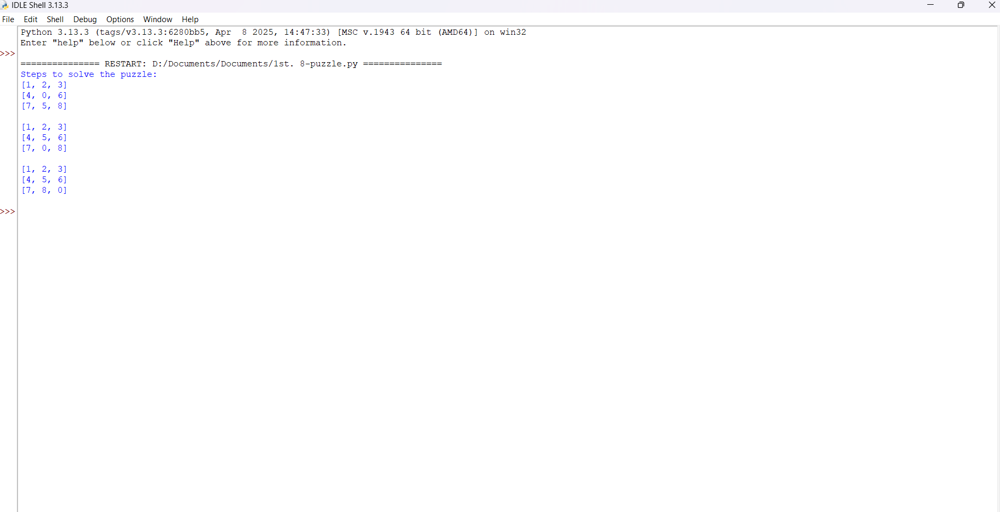 IDLE Shell 3.13.3
File Edit Shell Debug Options Window Help
Python 3.13.3 (tags/v3.13.3:6280bb5, Apr  8 2025, 14:47:33) [MSC v.1943 64 bit (AMD64)] on win32
Enter "help" below or click "Help" above for more information.
>>>
=============== RESTART: D:/Documents/Documents/1st. 8-puzzle.py ===============
Steps to solve the puzzle:
[1, 2, 3]
[4, 0, 6]
[7, 5, 8]
[1, 2, 3]
[4, 5, 6]
[7, 0, 8]
[1, 2, 3]
[4, 5, 6]
[7, 8, 0]
>>>